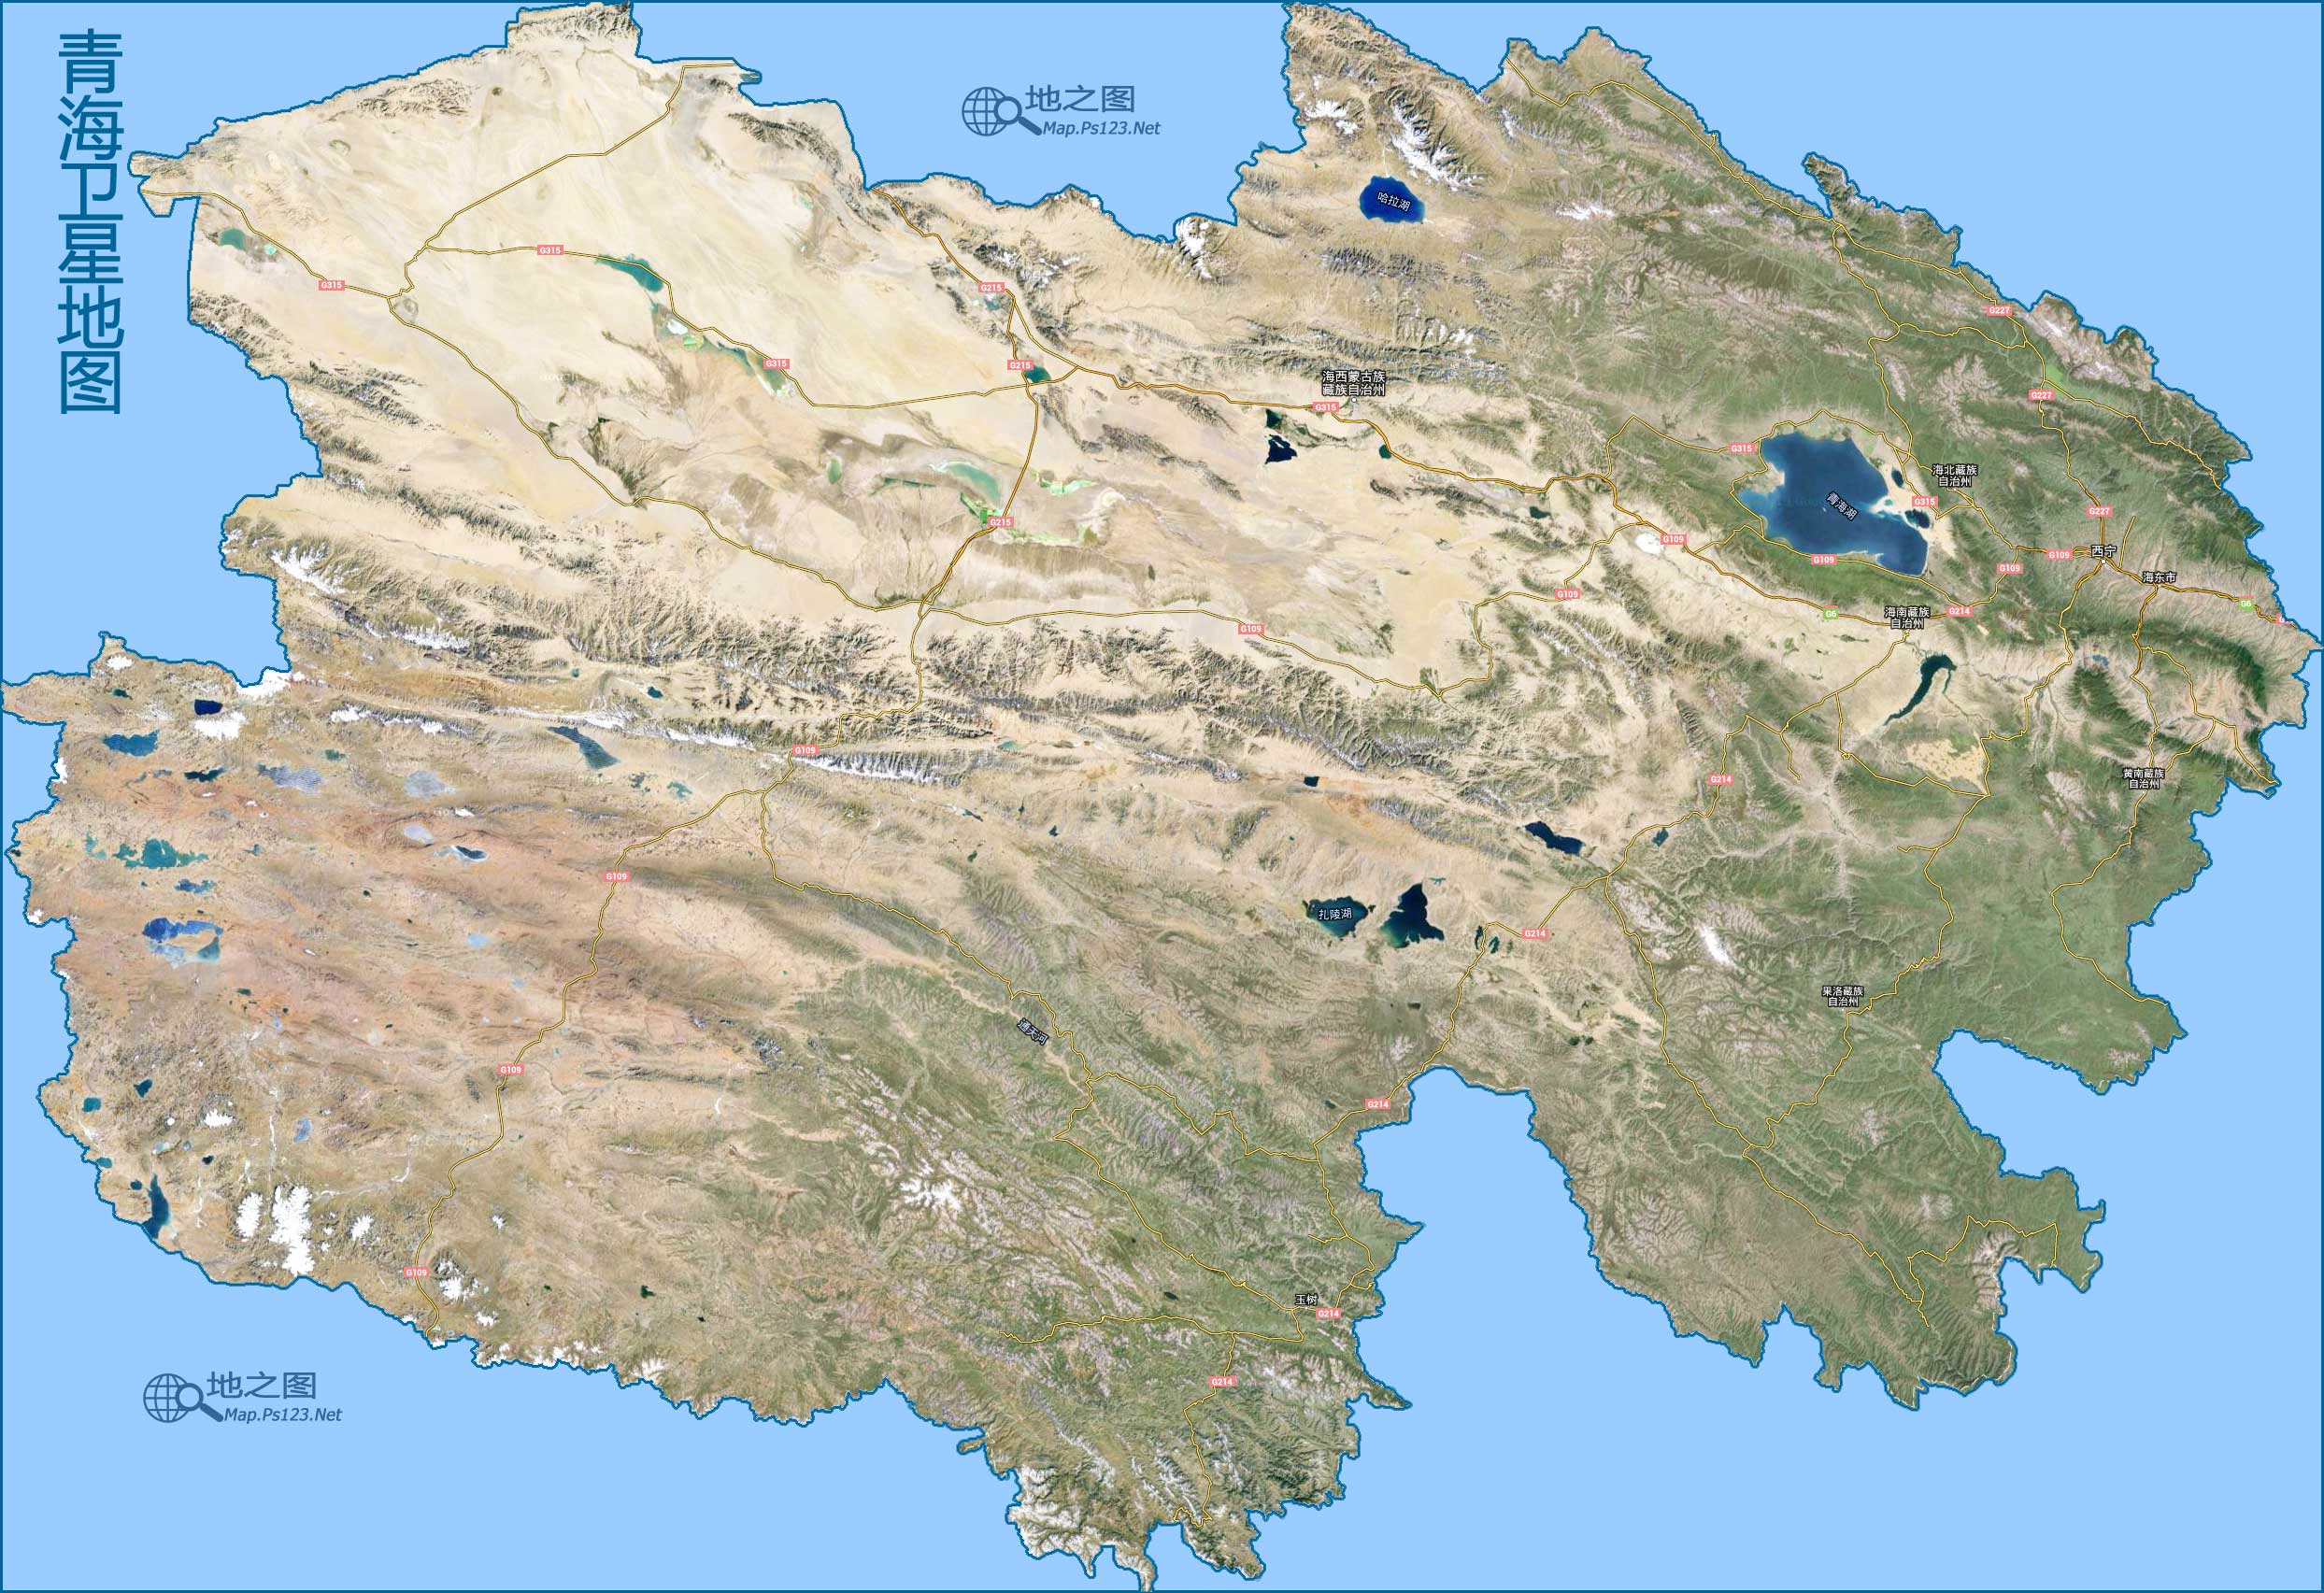 青海卫星地图
地之图
Map.Ps123.Net
哈拉湖
G315
G315
G215
G227
G315
G215
海西蒙古族
藏族自治州
G315
G227
G315
海北藏族
自治州
青海湖
G315
G227
G215
G109
G109
G109
西宁
G109
海东市
G109
G6
G6
海南藏族
自治州
G214
G109
G109
G214
黄南藏族
自治州
G109
扎陵湖
G214
果洛藏族
自治州
通天河
G109
G214
G109
玉树
G214
G214
地之图
Map.Ps123.Net